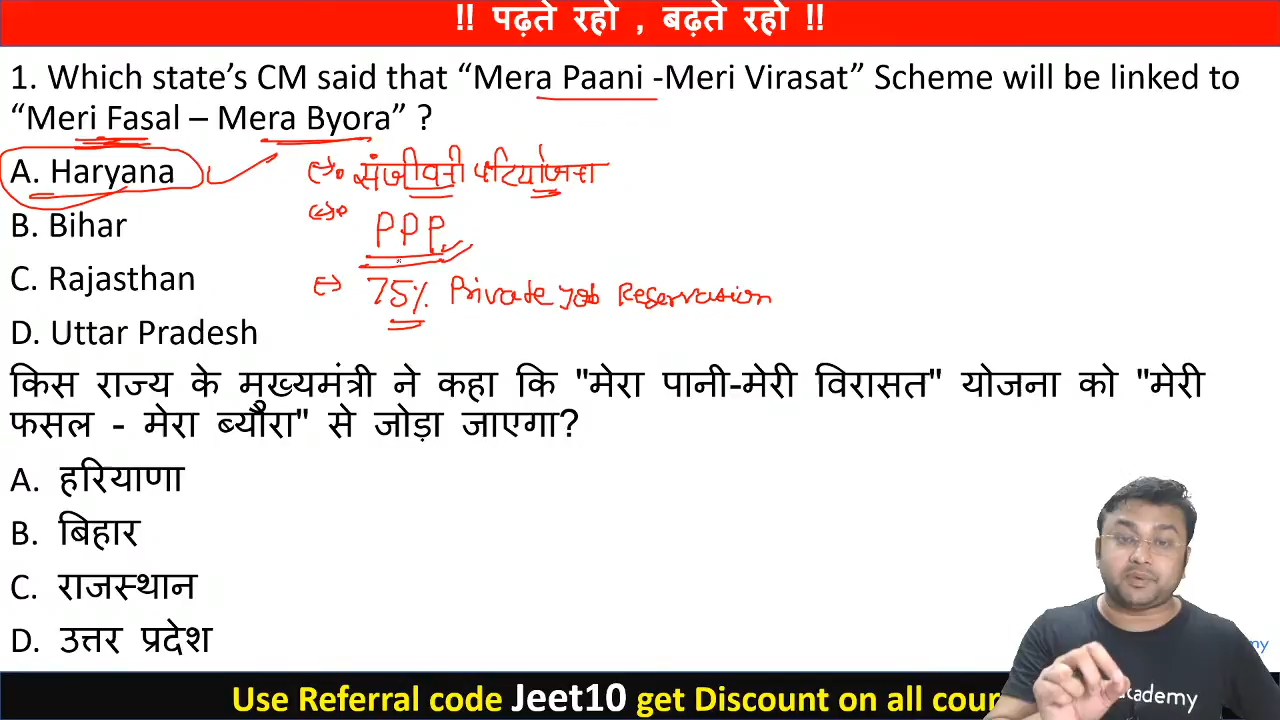 !! पढ़ते रहो , बढ़ते रहो !!
1. Which state's CM said that “Mera Paani -Meri Virasat” Scheme will be linked to
“Meri Fasal – Mera Byora” ?
A. Haryana
संजीवनी परियोजना
B. Bihar
PPP
C. Rajasthan
75% Private Job Reservation
D. Uttar Pradesh
किस राज्य के मुख्यमंत्री ने कहा कि "मेरा पानी-मेरी विरासत" योजना को "मेरी
फसल - मेरा ब्यौरा" से जोड़ा जाएगा?
A. हरियाणा
B. बिहार
C. राजस्थान
D. उत्तर प्रदेश
Use Referral code Jeet10 get Discount on all cour